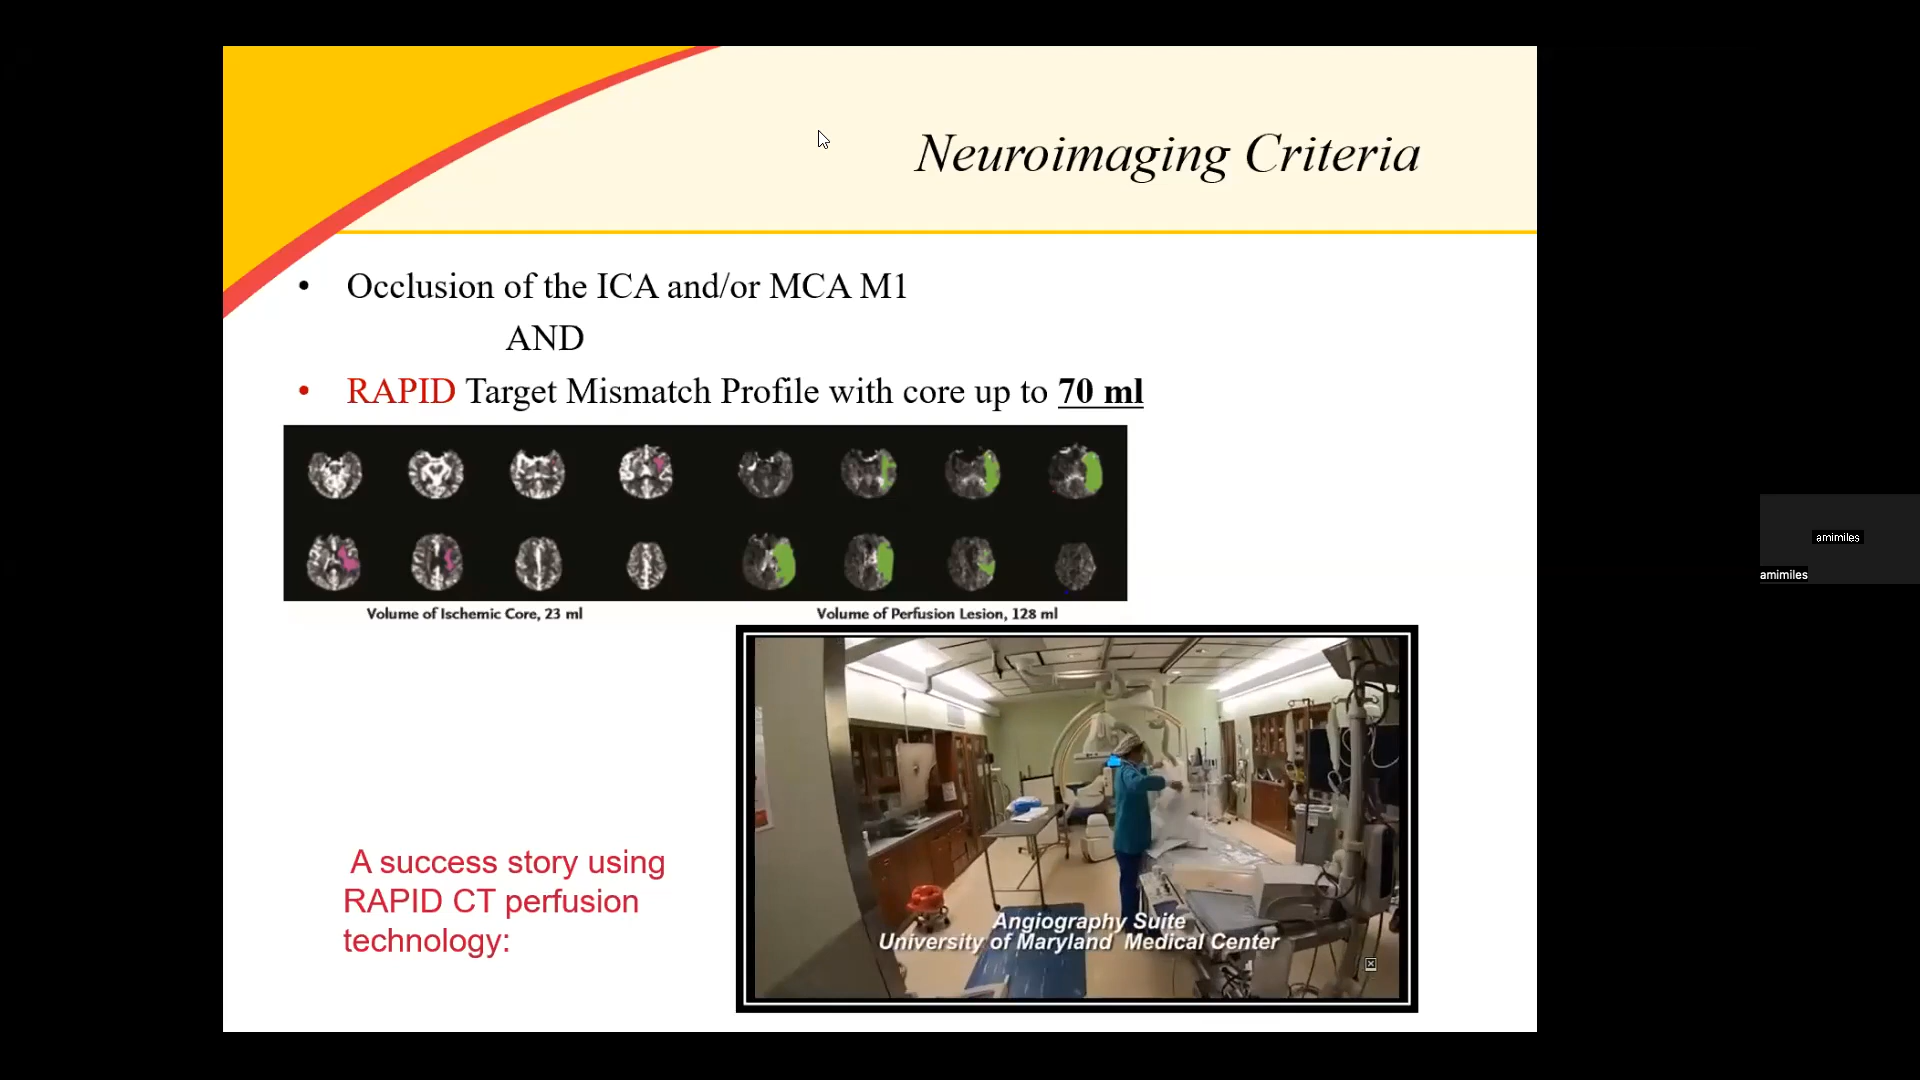 Neuroimaging Criteria
• Occlusion of the ICA and/or MCA M1
AND
• RAPID Target Mismatch Profile with core up to 70 ml
Volume of Ischemic Core, 23 ml
Volume of Perfusion Lesion, 128 ml
A success story using
RAPID CT perfusion
technology:
Angiography Suite
University of Maryland Medical Center
amimiles
amimiles